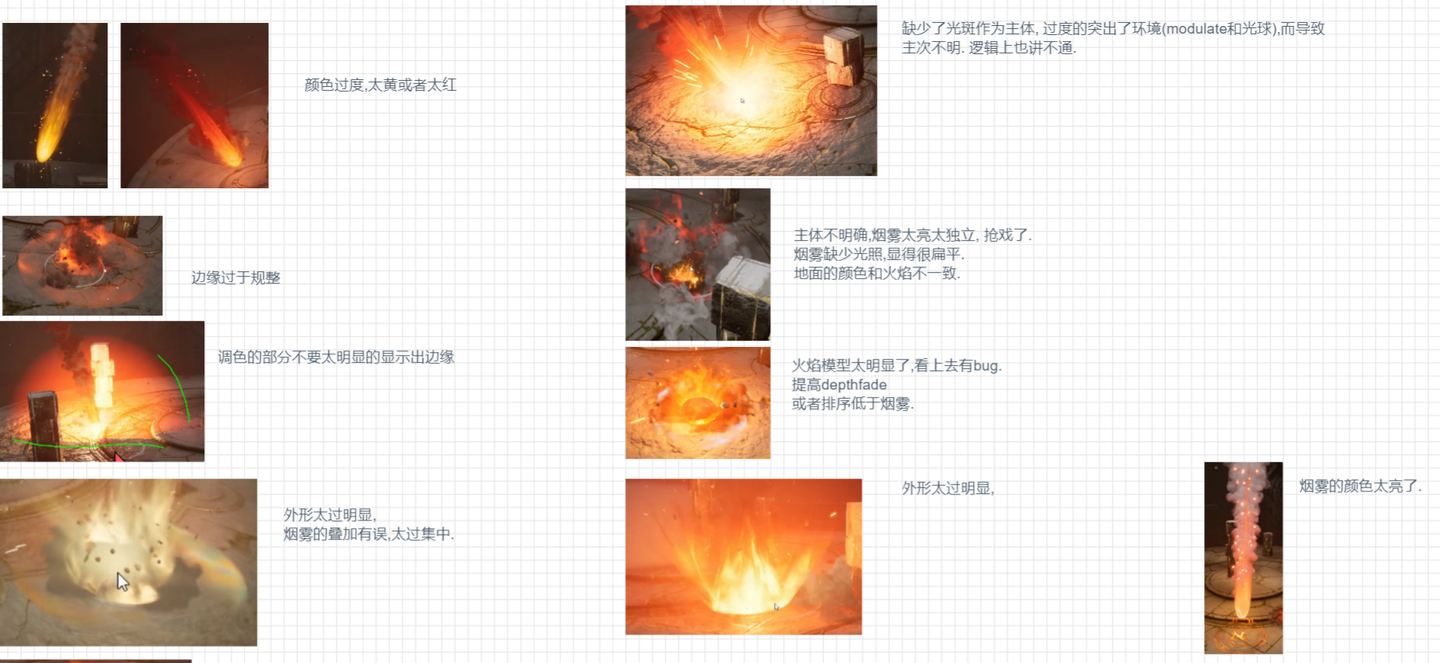 颜色过度,太黄或者太红
边缘过于规整
调色的部分不要太明显的显示出边缘
外形太过明显,
烟雾的叠加有误,太过集中.
缺少了光斑作为主体, 过度的突出了环境(modulate和光球),而导致
主次不明. 逻辑上也讲不通.
主体不明确,烟雾太亮太独立, 抢戏了.
烟雾缺少光照,显得很扁平.
地面的颜色和火焰不一致.
火焰模型太明显了,看上去有bug.
提高depthfade
或者排序低于烟雾.
外形太过明显,
烟雾的颜色太亮了.